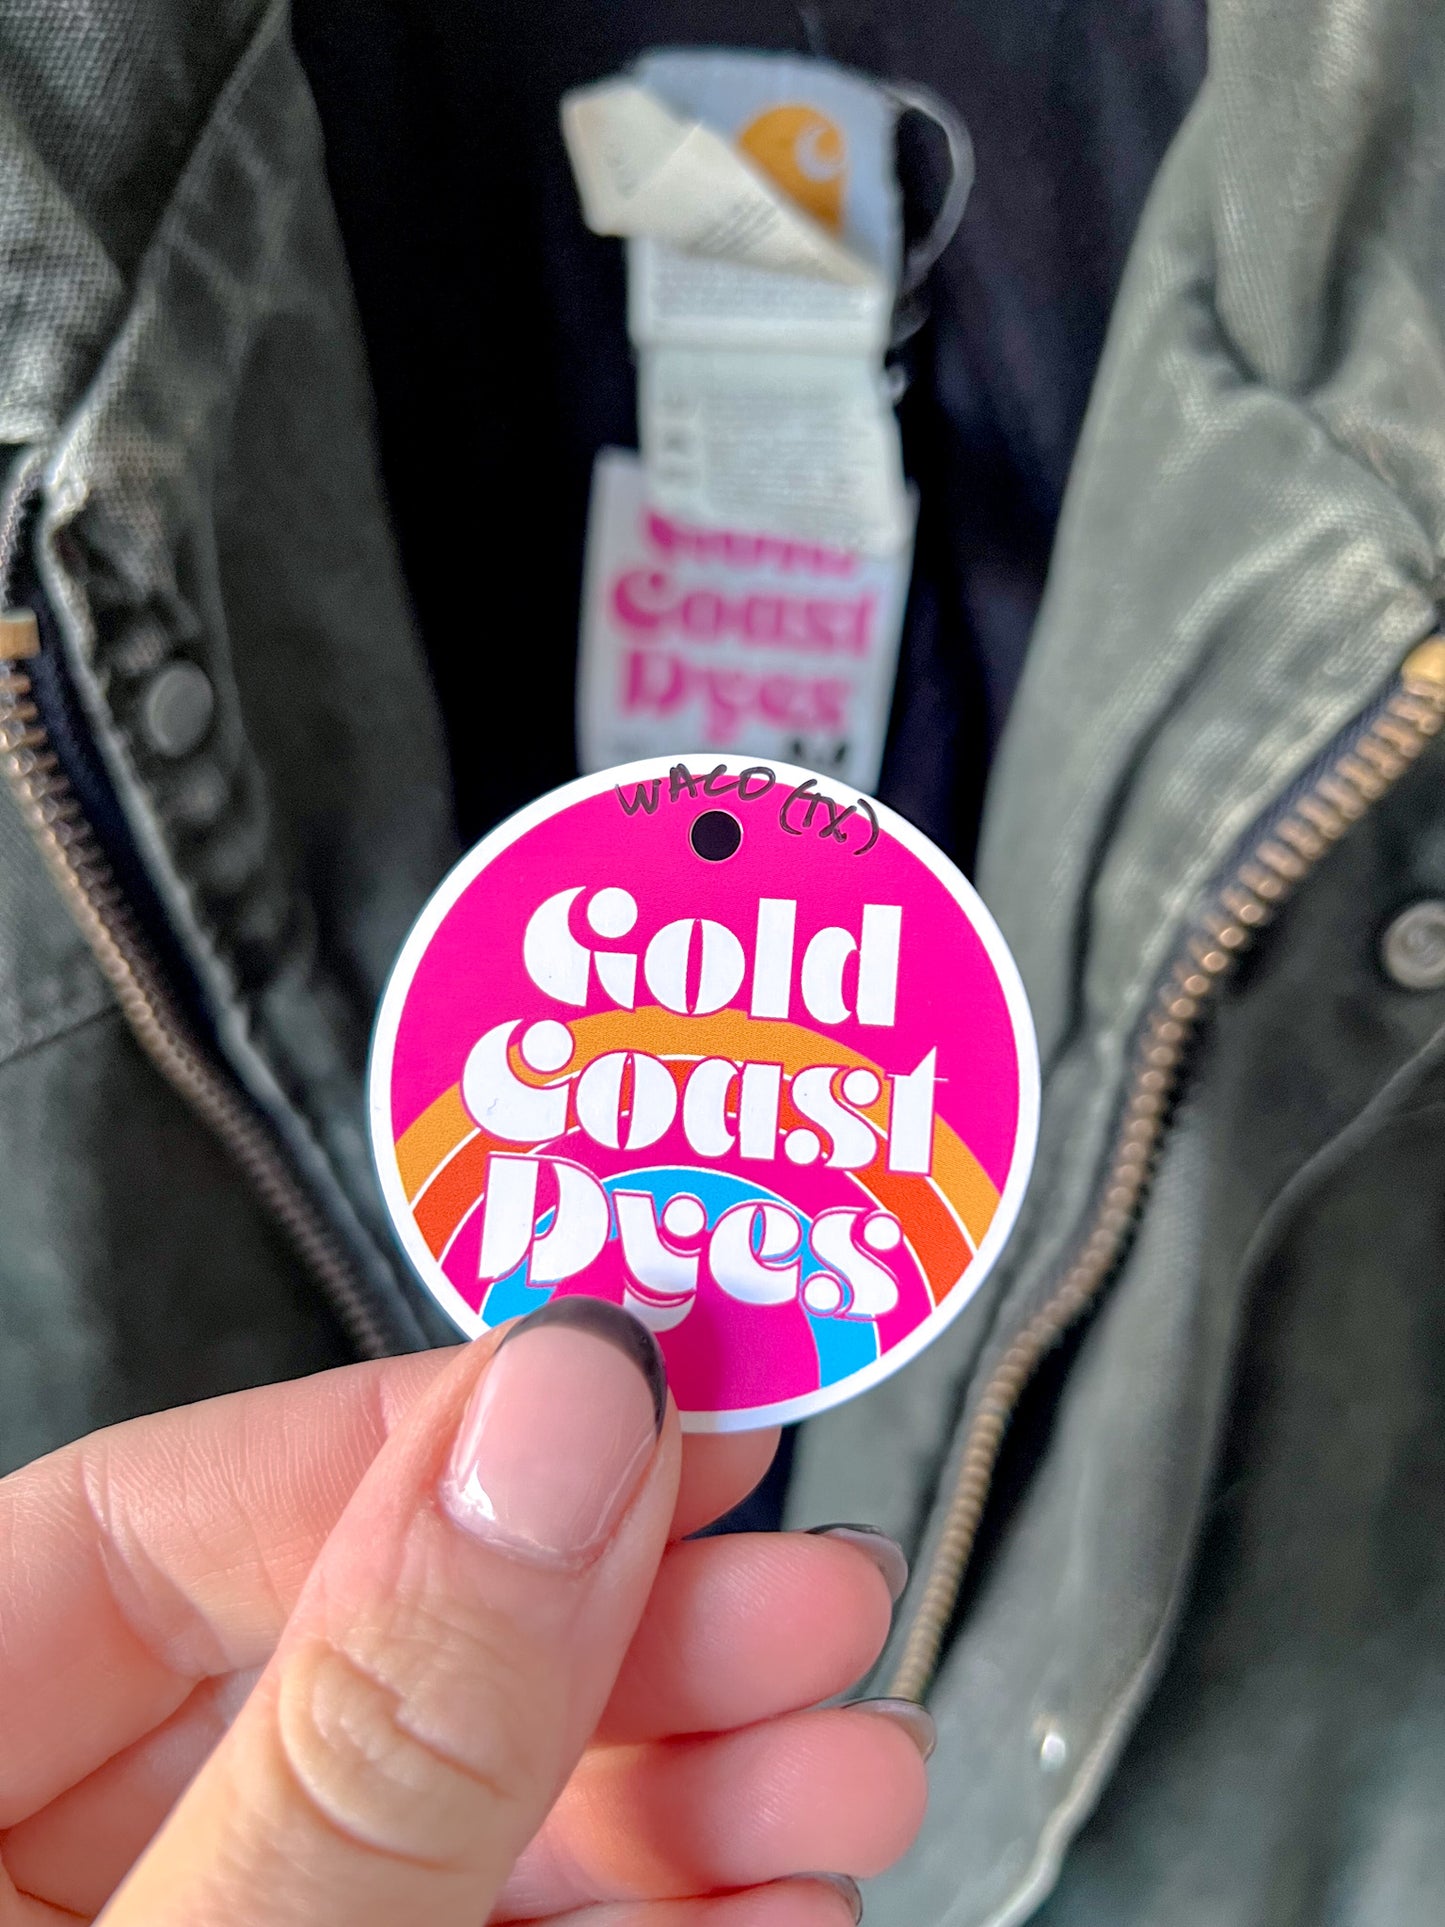 Coast
Dyes
WACO (TX)
Gold
Coast
Dyes